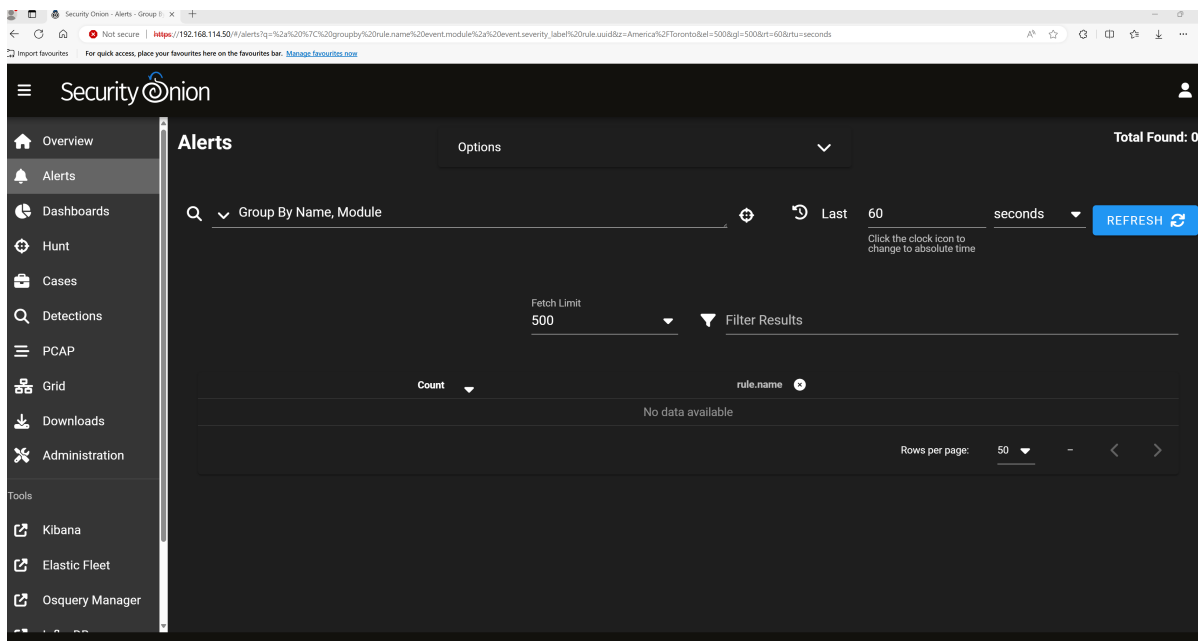 Security Onion - Alerts - Group B
Not secure https://192.168.114.50/#/alerts?q=%2a%20%7C%20groupby%20rule.name%20event.module%2a%20event.severity_label%20rule.uuid&z=America%2FToronto&el=500&gl=500&rt=60&rtu=seconds
Import favourites For quick access, place your favourites here on the favourites bar. Manage favourites now
Security Onion
Overview
Alerts
Dashboards
Hunt
Cases
Detections
PCAP
Grid
Downloads
Administration
Tools
Kibana
Elastic Fleet
Osquery Manager
Alerts
Options
Total Found: 0
Group By Name, Module
Last 60 seconds
REFRESH
Click the clock icon to
change to absolute time
Fetch Limit
500
Filter Results
Count rule.name
No data available
Rows per page: 50 –